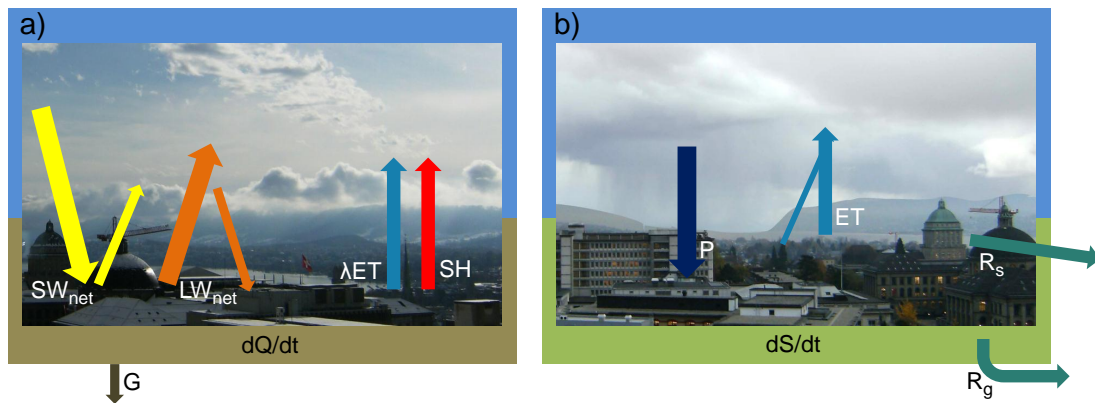 a)
SWnet
LWnet
λET
SH
dQ/dt
G
b)
P
ET
Rs
dS/dt
Rg